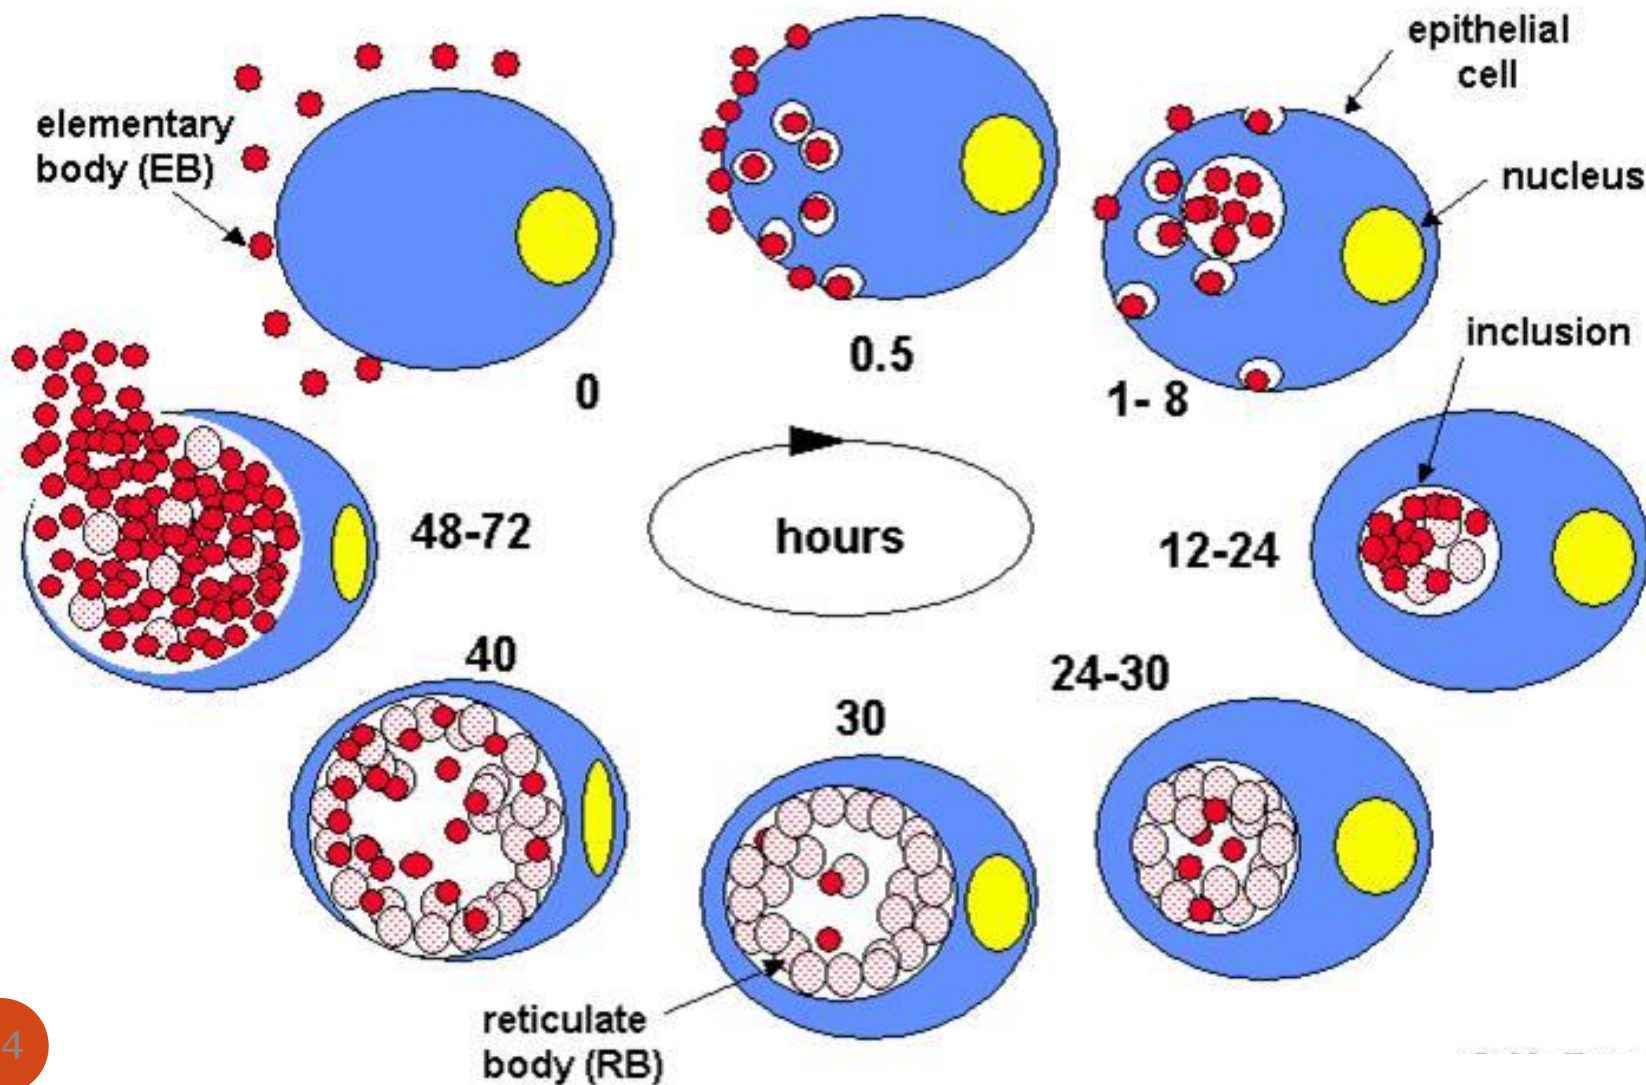 epithelial
cell
elementary
body (EB)
nucleus
inclusion
0
0.5
1- 8
hours
48-72
12-24
40
24-30
30
reticulate
body (RB)
4